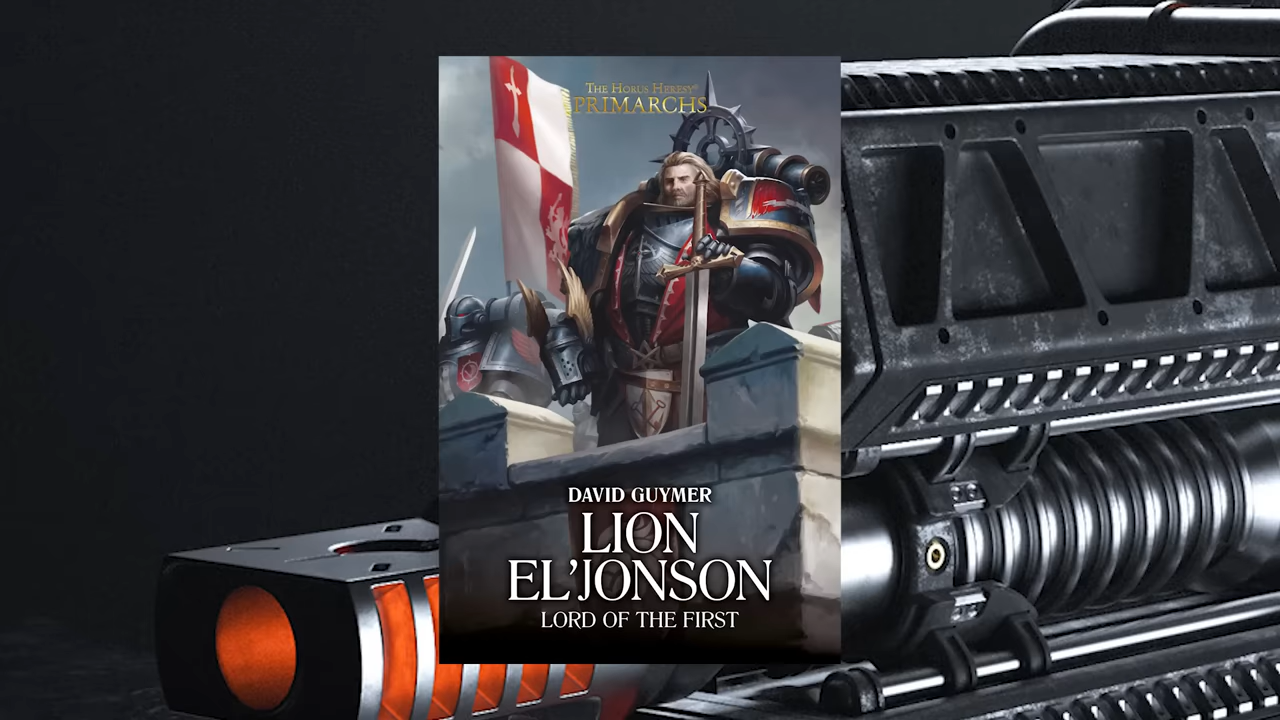 THE HORUS HERESY®
PRIMARCHS
DAVID GUYMER
LION
EL'JONSON
LORD OF THE FIRST